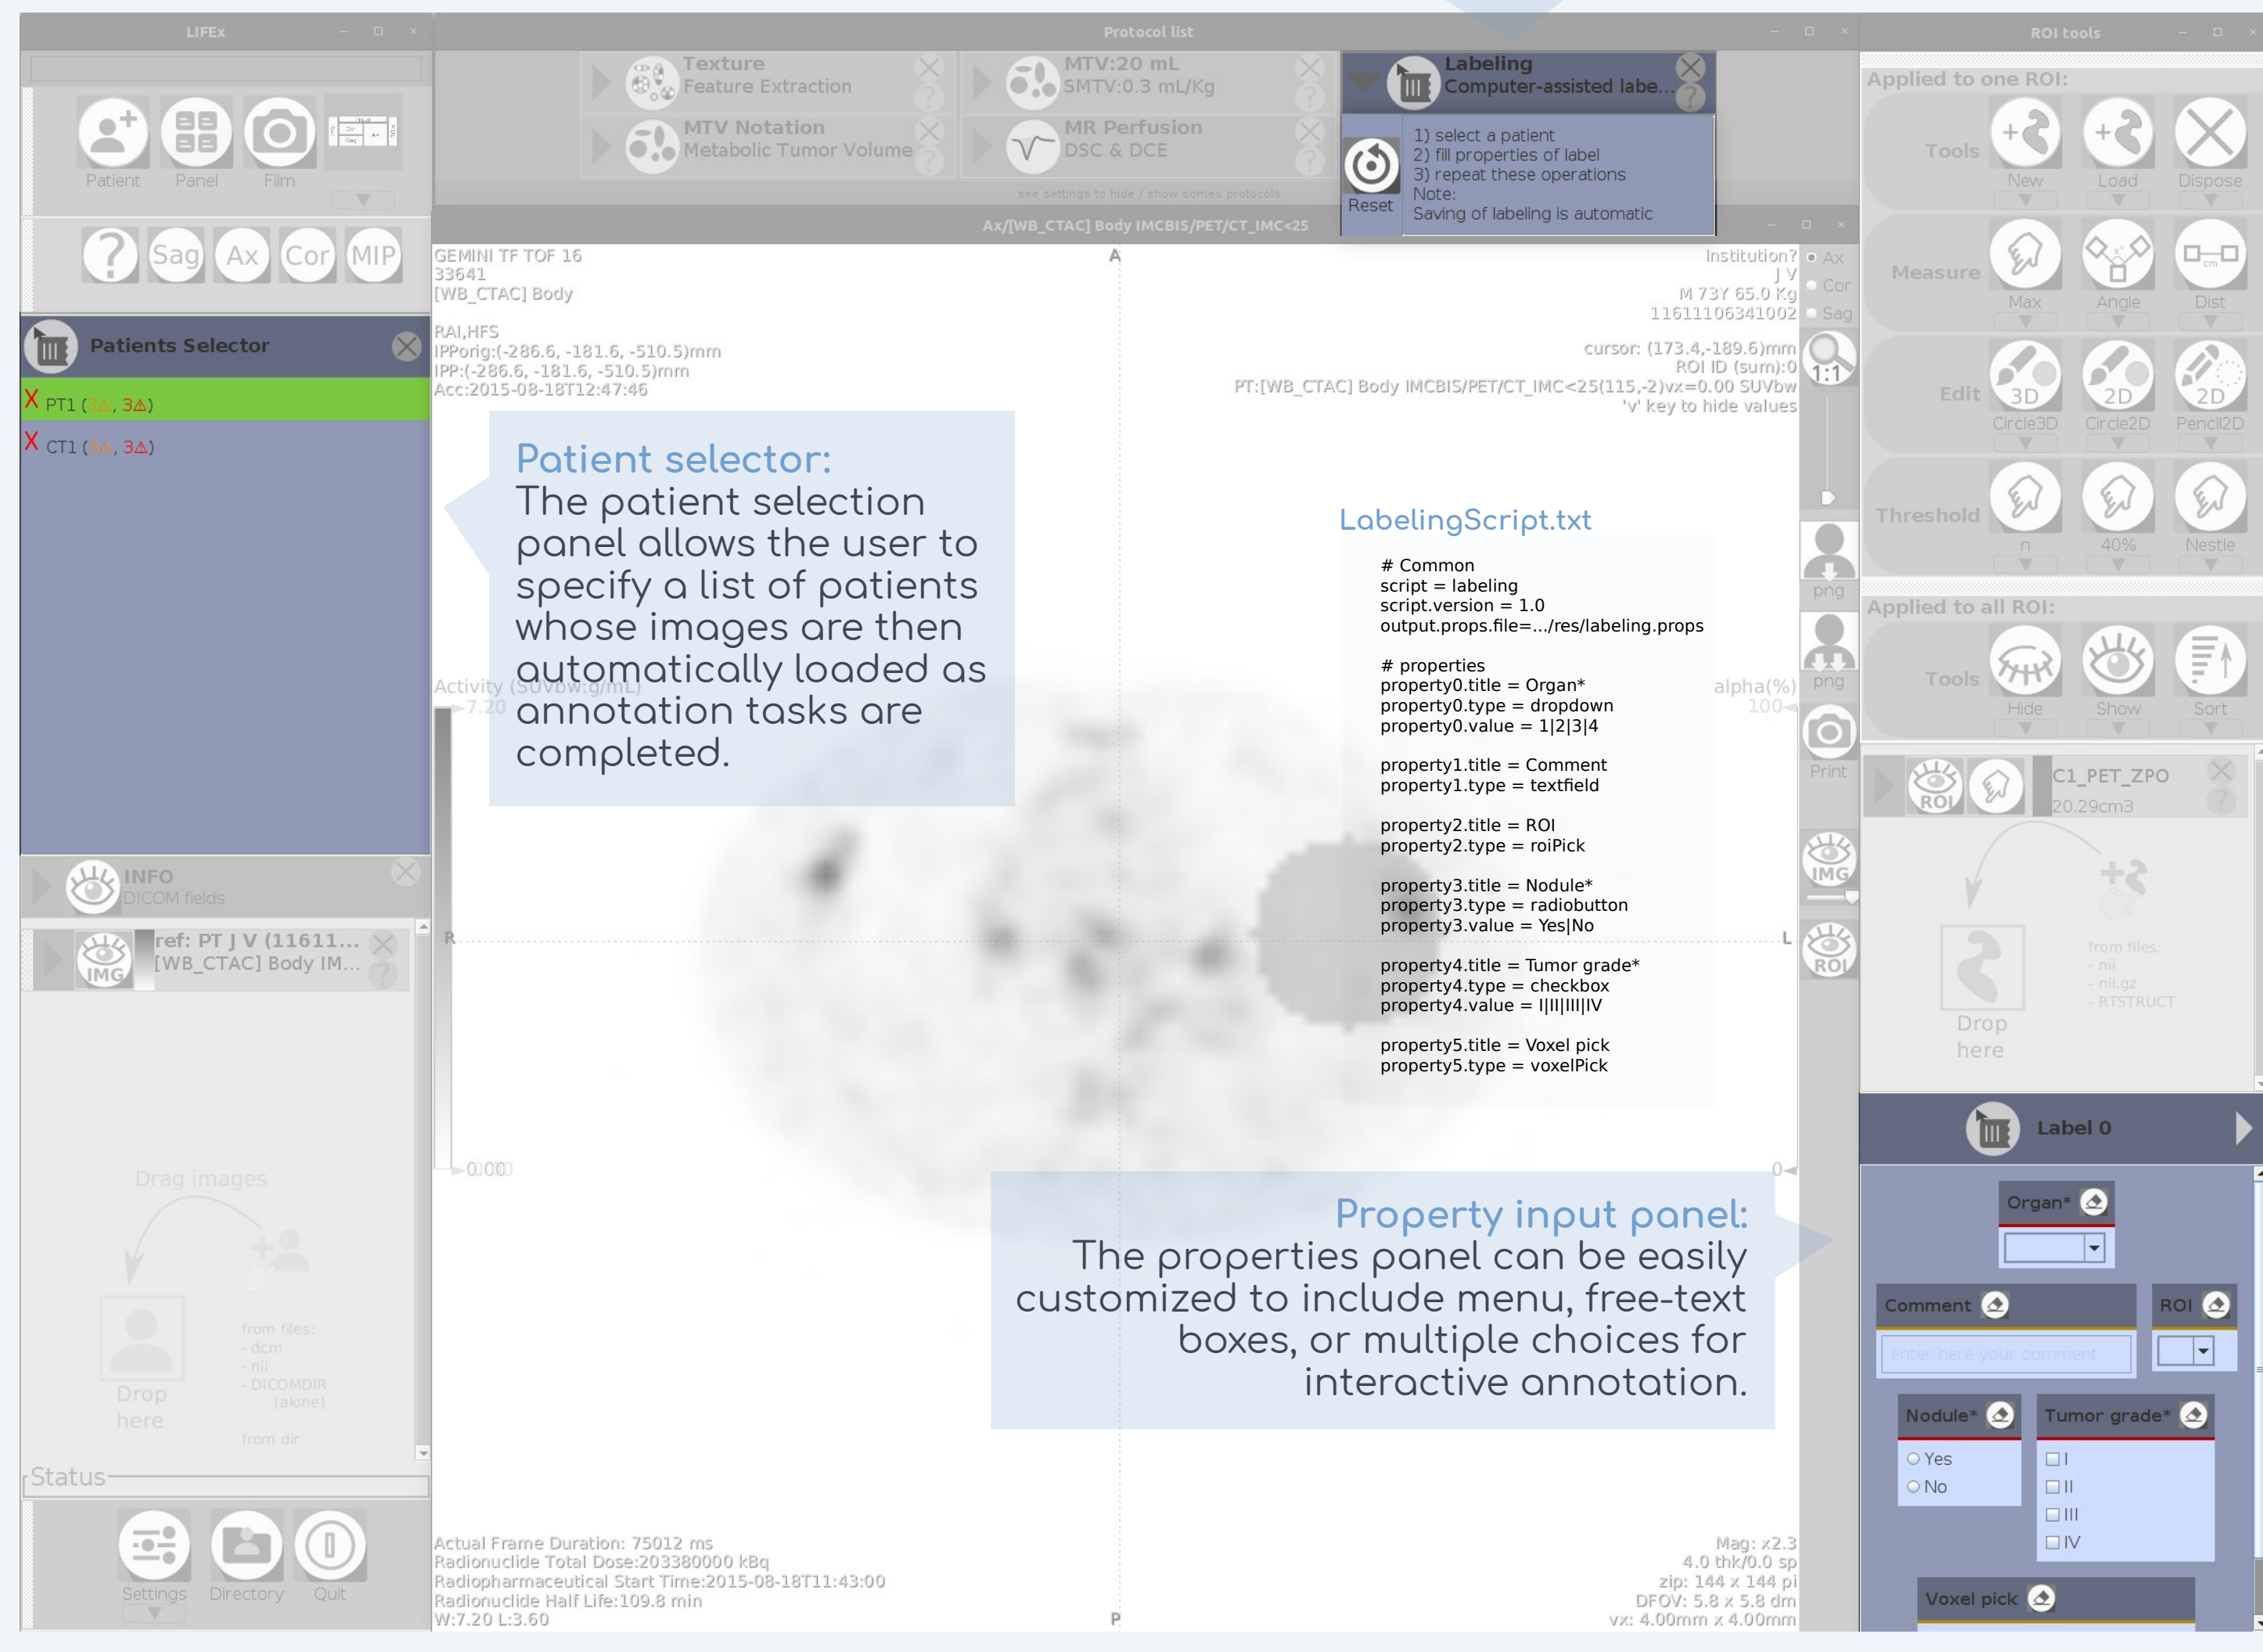 LIFEx
Patient
Panel
Film
?
Sag
Ax
Cor
MIP
Patients Selector
X PT1 (3⚠, 3⚠)
X CT1 (3⚠, 3⚠)
INFO
DICOM fields
IMG
ref: PT J V (11611...
[WB_CTAC] Body IM...
?
Drag images
Drop
here
from files:
- dcm
- nii
- DICOMDIR
(alone)
from dir
Status
Settings
Directory
Quit
Protocol list
Texture
Feature Extraction
?
MTV:20 mL
SMTV:0.3 mL/Kg
?
MTV Notation
Metabolic Tumor Volume
?
MR Perfusion
DSC & DCE
?
see settings to hide / show somes protocols
Labeling
Computer-assisted labe...
?
Reset
1) select a patient
2) fill properties of label
3) repeat these operations
Note:
Saving of labeling is automatic
Ax/[WB_CTAC] Body IMCBIS/PET/CT_IMC<25
GEMINI TF TOF 16
33641
[WB_CTAC] Body
RAI,HFS
IPPorig:(-286.6, -181.6, -510.5)mm
IPP:(-286.6, -181.6, -510.5)mm
Acc:2015-08-18T12:47:46
A
Institution?
J V
M 73Y 65.0 Kg
11611106341002
cursor: (173.4,-189.6)mm
ROI ID (sum):0
PT:[WB_CTAC] Body IMCBIS/PET/CT_IMC<25(115,-2)vx=0.00 SUVbw
'v' key to hide values
Ax
Cor
Sag
1:1
Patient selector:
The patient selection
panel allows the user to
specify a list of patients
whose images are then
automatically loaded as
annotation tasks are
completed.
Activity (SUVbw:g/mL)
7.20
LabelingScript.txt
# Common
script = labeling
script.version = 1.0
output.props.file=.../res/labeling.props
# properties
property0.title = Organ*
property0.type = dropdown
property0.value = 1|2|3|4
property1.title = Comment
property1.type = textfield
property2.title = ROI
property2.type = roiPick
property3.title = Nodule*
property3.type = radiobutton
property3.value = Yes|No
property4.title = Tumor grade*
property4.type = checkbox
property4.value = I|II|III|IV
property5.title = Voxel pick
property5.type = voxelPick
alpha(%)
100
0
R
L
png
png
Print
IMG
ROI
Property input panel:
The properties panel can be easily
customized to include menu, free-text
boxes, or multiple choices for
interactive annotation.
Actual Frame Duration: 75012 ms
Radionuclide Total Dose:203380000 kBq
Radiopharmaceutical Start Time:2015-08-18T11:43:00
Radionuclide Half Life:109.8 min
W:7.20 L:3.60
P
Mag: x2.3
4.0 thk/0.0 sp
zip: 144 x 144 pi
DFOV: 5.8 x 5.8 dm
vx: 4.00mm x 4.00mm
ROI tools
Applied to one ROI:
Tools
New
Load
Dispose
Measure
cm
Max
Angle
Dist
Edit
3D
2D
2D
Circle3D
Circle2D
Pencil2D
Threshold
n
40%
Nestle
Applied to all ROI:
Tools
Hide
Show
Sort
ROI
C1_PET_ZPO
20.29cm3
?
from files:
- nii
- nii.gz
- RTSTRUCT
Drop
here
Label 0
Organ*
Comment
ROI
enter here your comment
Nodule*
Tumor grade*
Yes
No
I
II
III
IV
Voxel pick